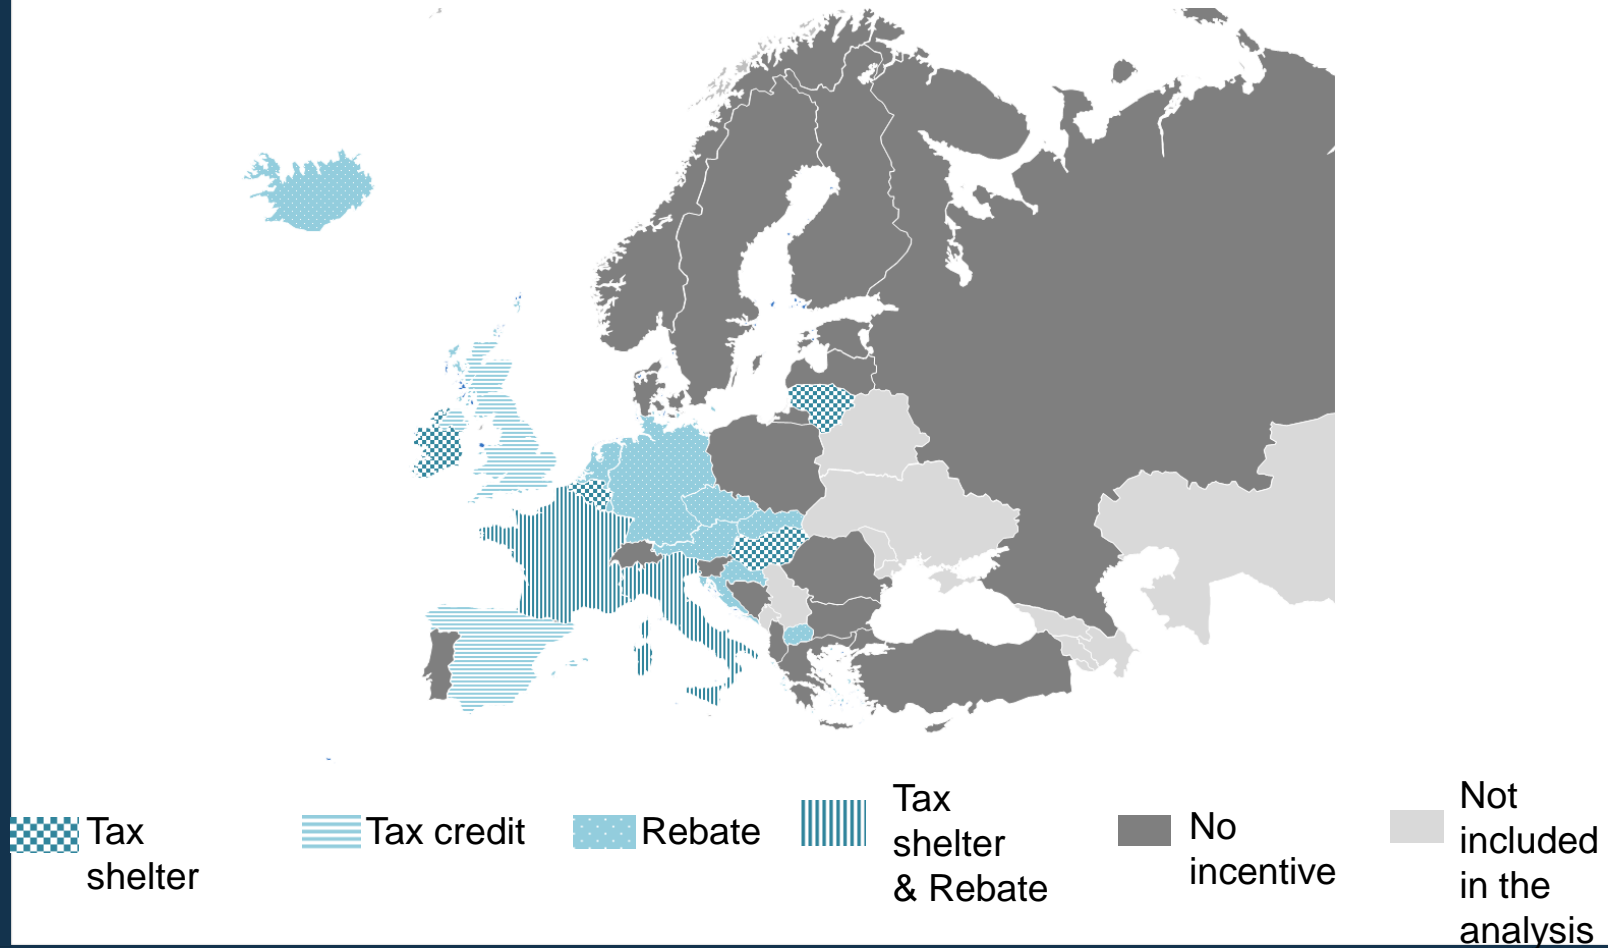 Tax
shelter
Tax credit
Rebate
Tax
shelter
& Rebate
No
incentive
Not
included
in the
analysis